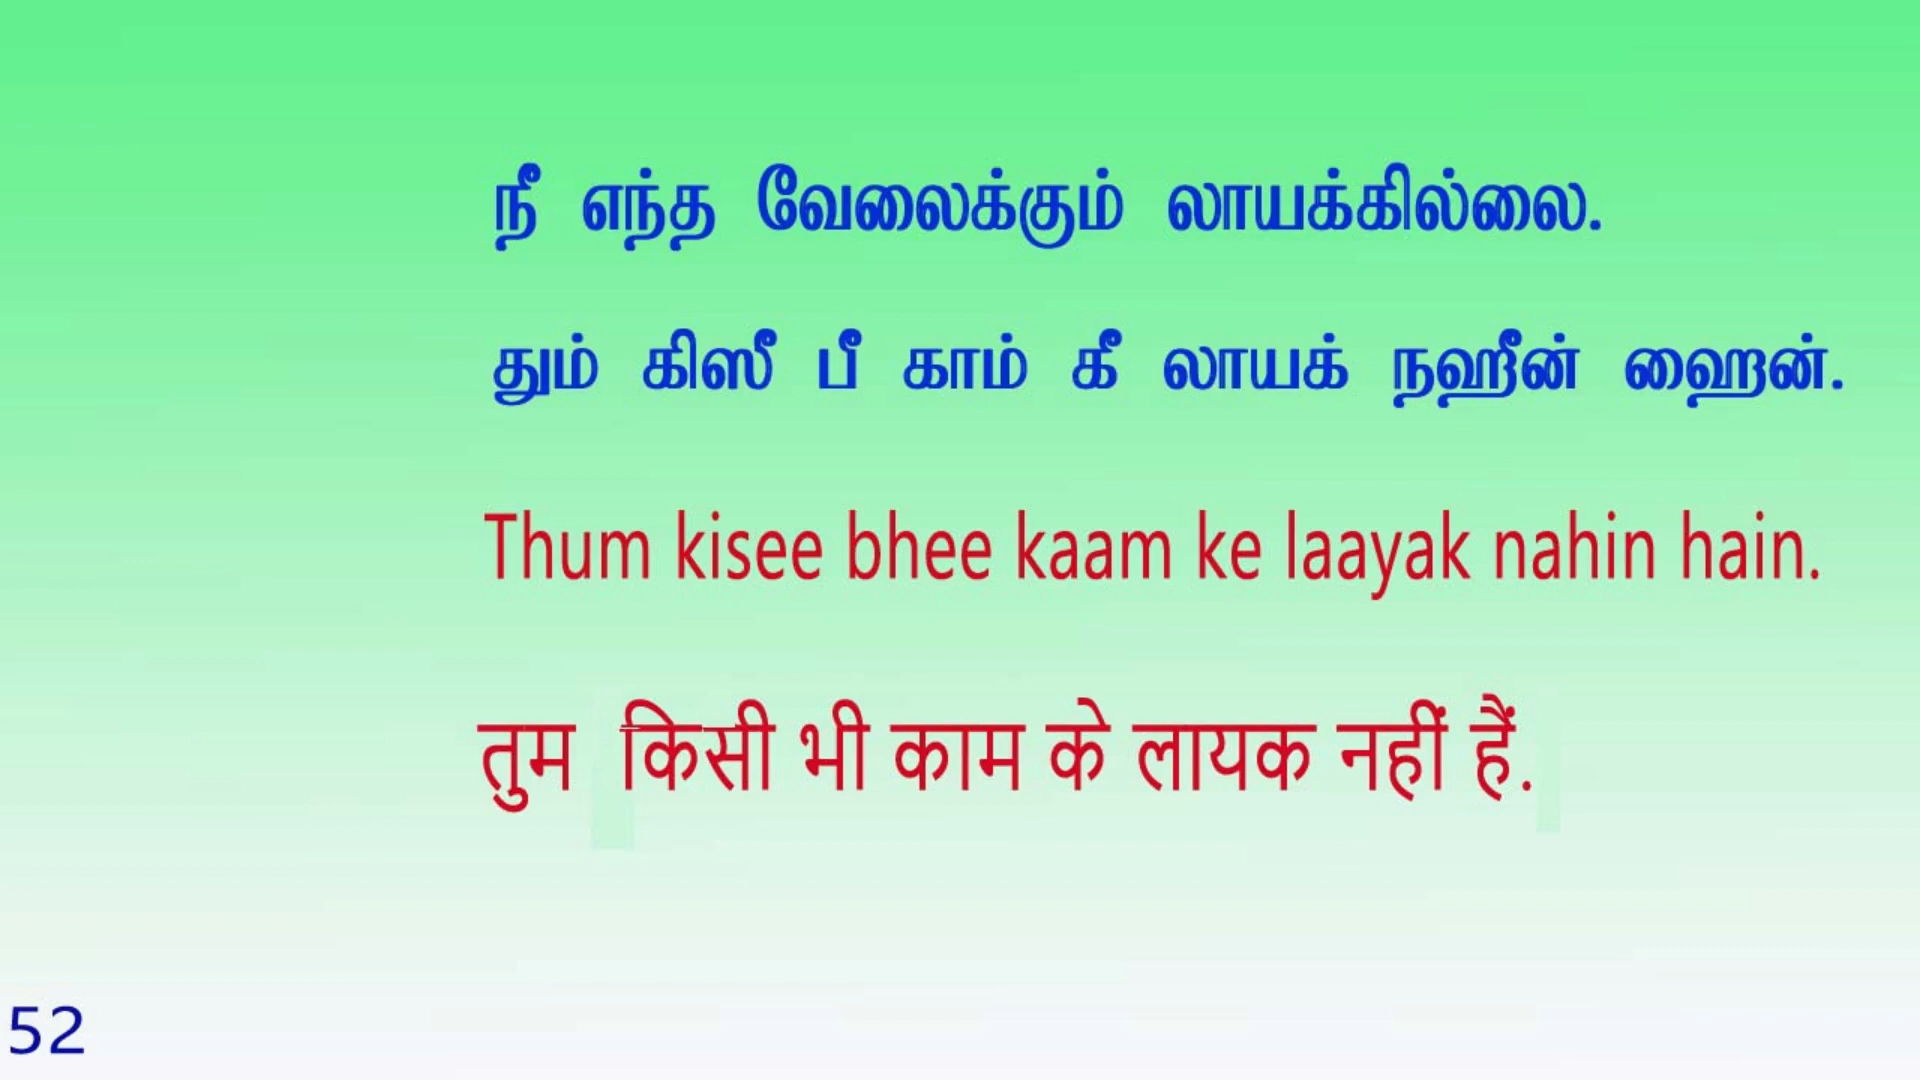 நீ எந்த வேலைக்கும் லாயக்கில்லை.
தும் கிஸீ பீ காம் கீ லாயக் நஹீன் ஹைன்.
Thum kisee bhee kaam ke laayak nahin hain.
तुम किसी भी काम के लायक नहीं हैं.
52